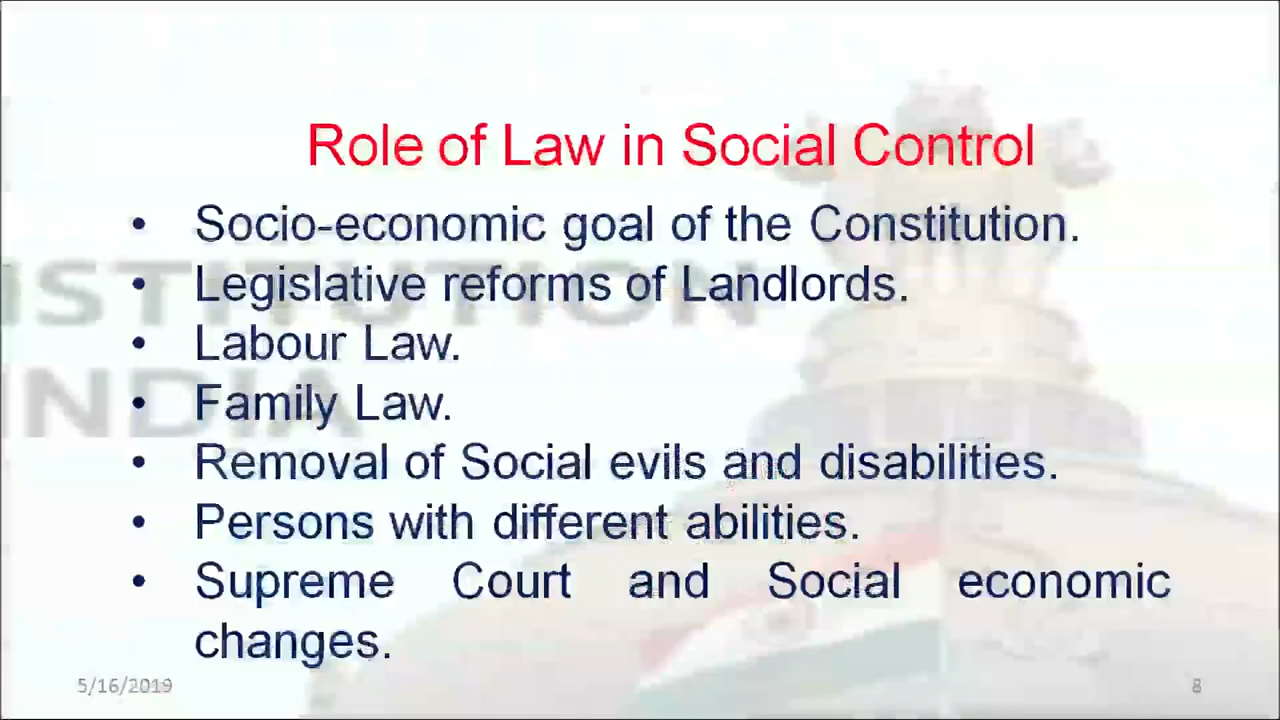 Role of Law in Social Control
• Socio-economic goal of the Constitution.
• Legislative reforms of Landlords.
• Labour Law.
• Family Law.
• Removal of Social evils and disabilities.
• Persons with different abilities.
• Supreme Court and Social economic
changes.
ISTITUTION
INDIA
5/16/2019
8